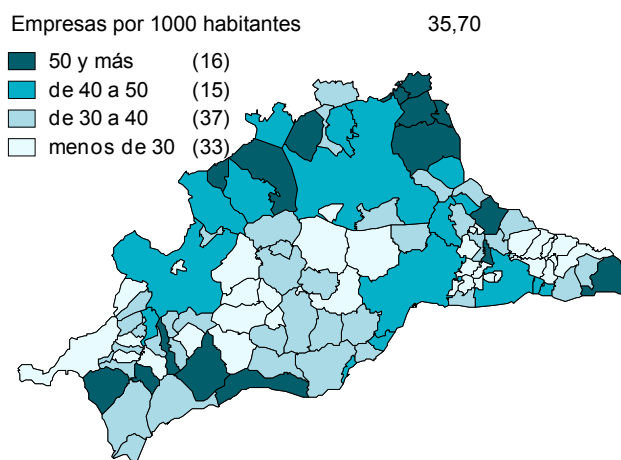 Empresas por 1000 habitantes 35,70
50 y más (16)
de 40 a 50 (15)
de 30 a 40 (37)
menos de 30 (33)